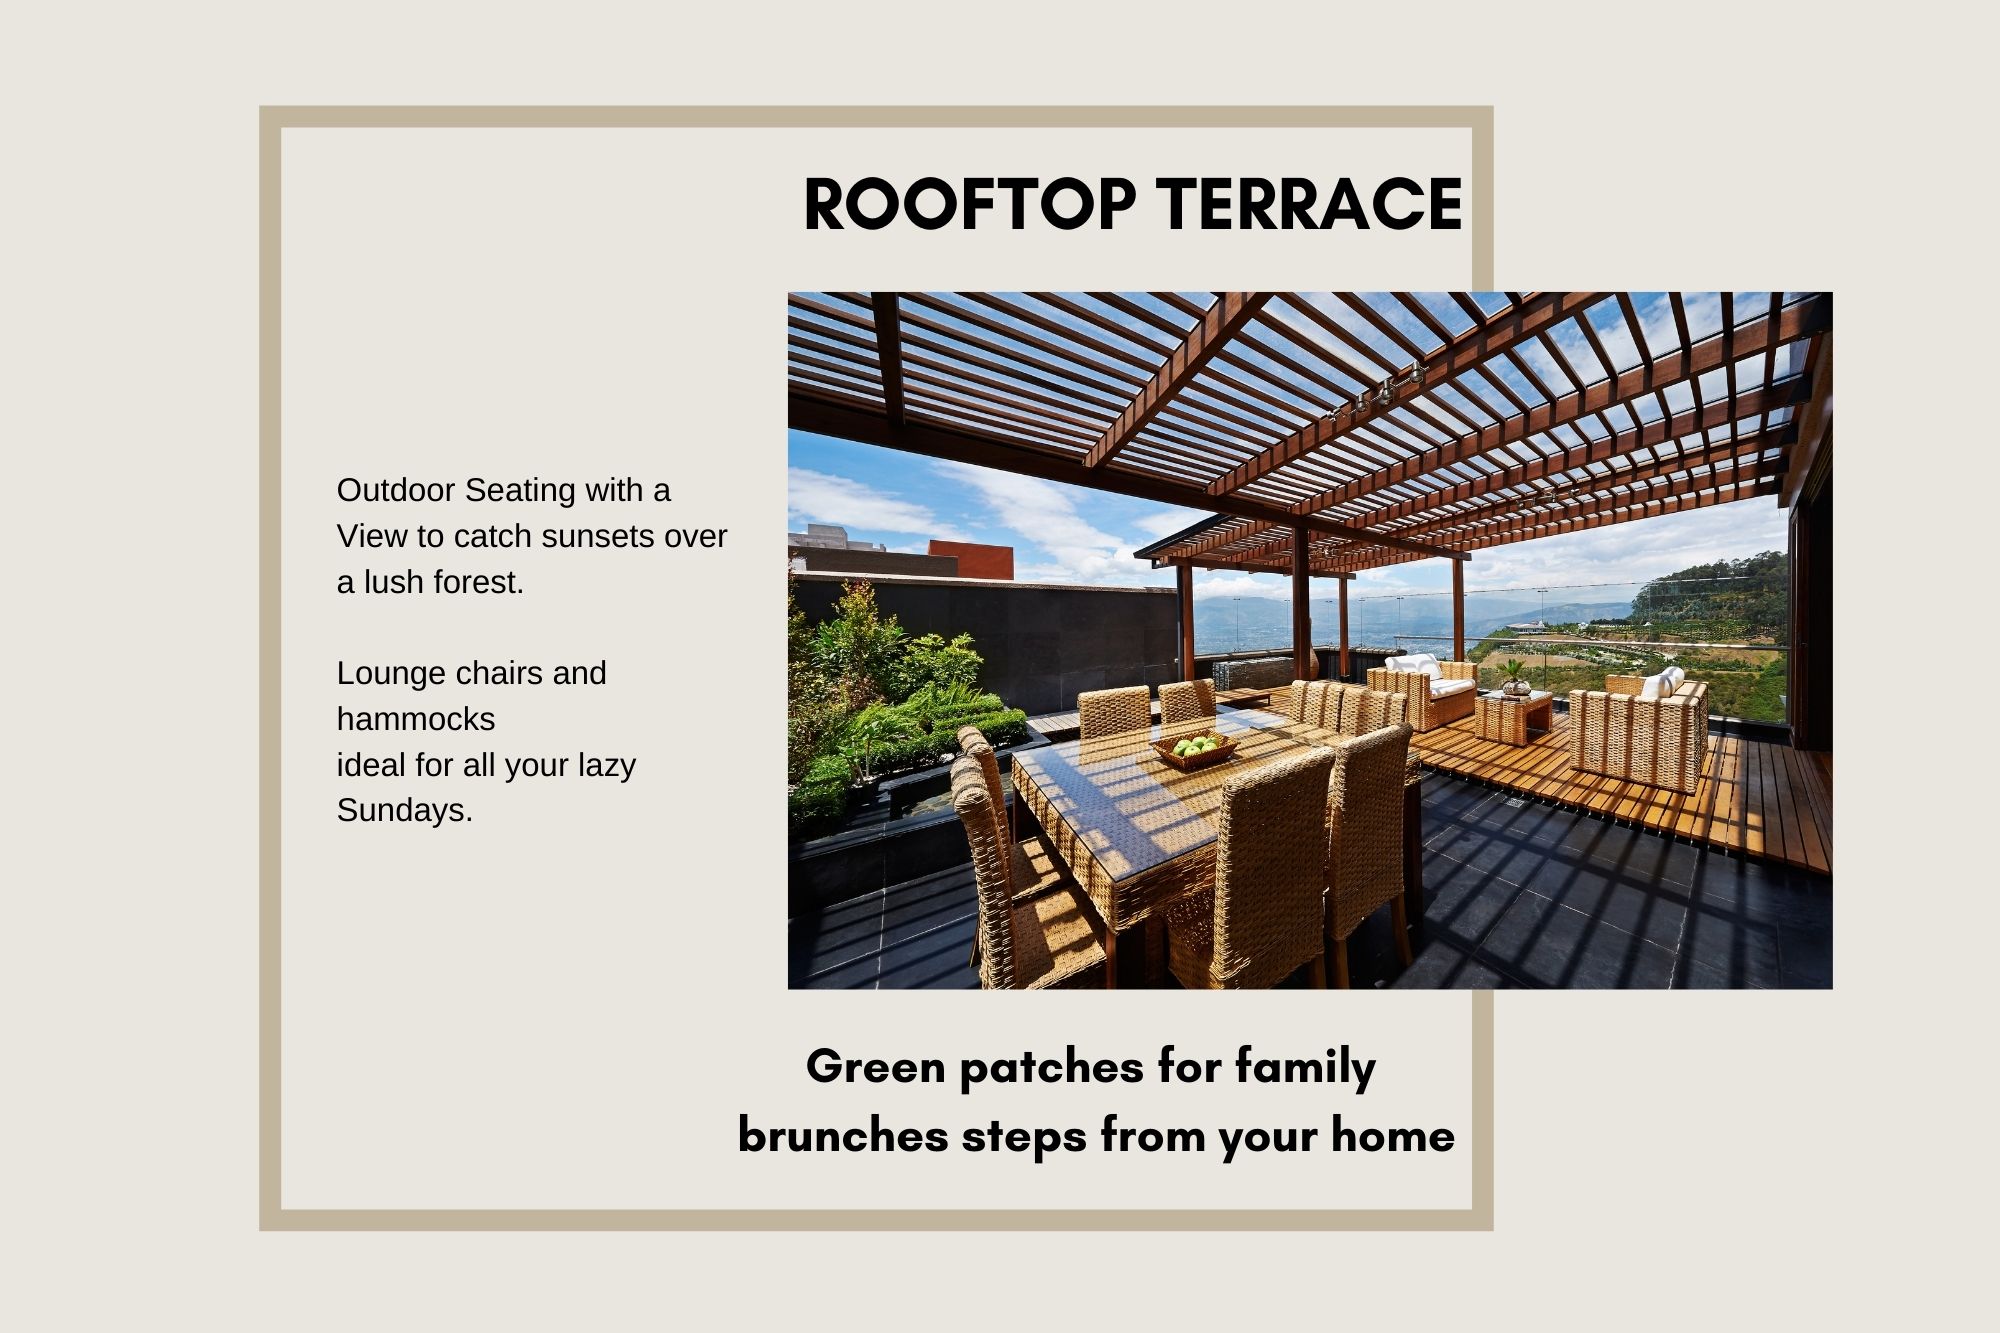 ROOFTOP TERRACE
Outdoor Seating with a
View to catch sunsets over
a lush forest.
Lounge chairs and
hammocks
ideal for all your lazy
Sundays.
Green patches for family
brunches steps from your home